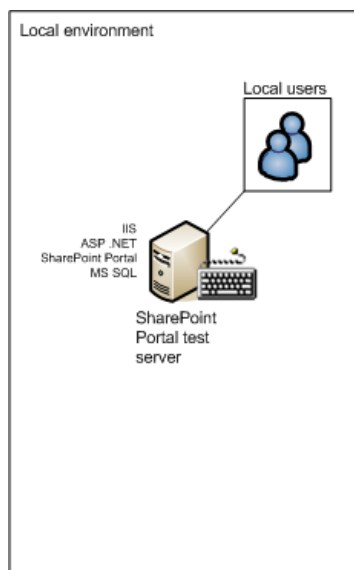 Local environment
Local users
IIS
ASP .NET
SharePoint Portal
MS SQL
SharePoint
Portal test
server